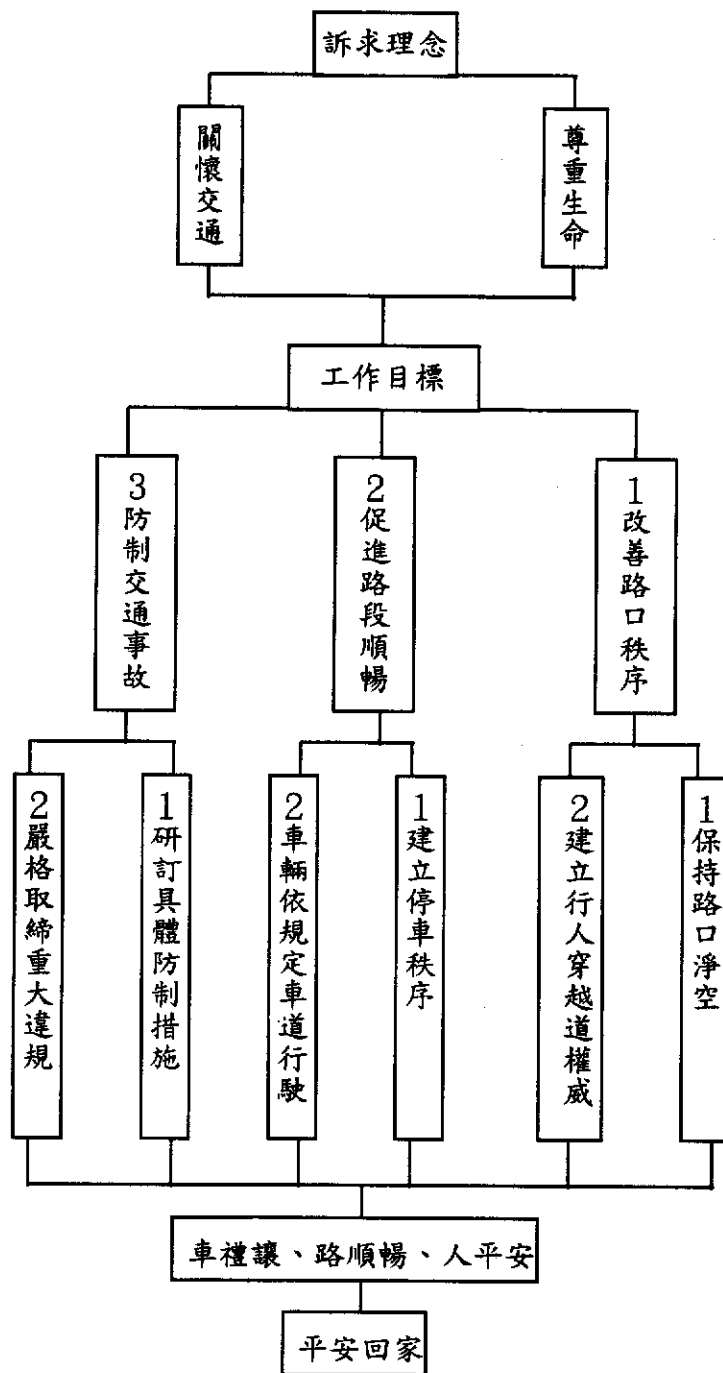 訴求理念
尊重生命
關懷交通
工作目標
1改善路口秩序
2促進路段順暢
3防制交通事故
1保持路口淨空
2建立行人穿越道權威
1建立停車秩序
2車輛依規定車道行駛
1研訂具體防制措施
2嚴格取締重大違規
車禮讓、路順暢、人平安
平安回家